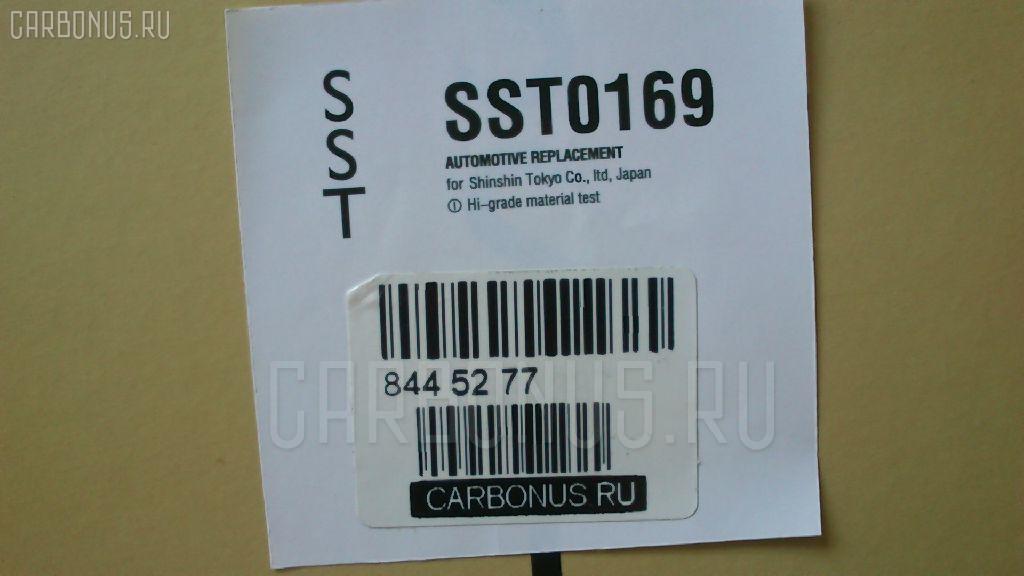 CARBONUS.RU
S
S
T
SST0169
AUTOMOTIVE REPLACEMENT
for Shinshin Tokyo Co., ltd, Japan
① Hi-grade material test
844 52 77
CARBONUS.RU
CARBONUS RU